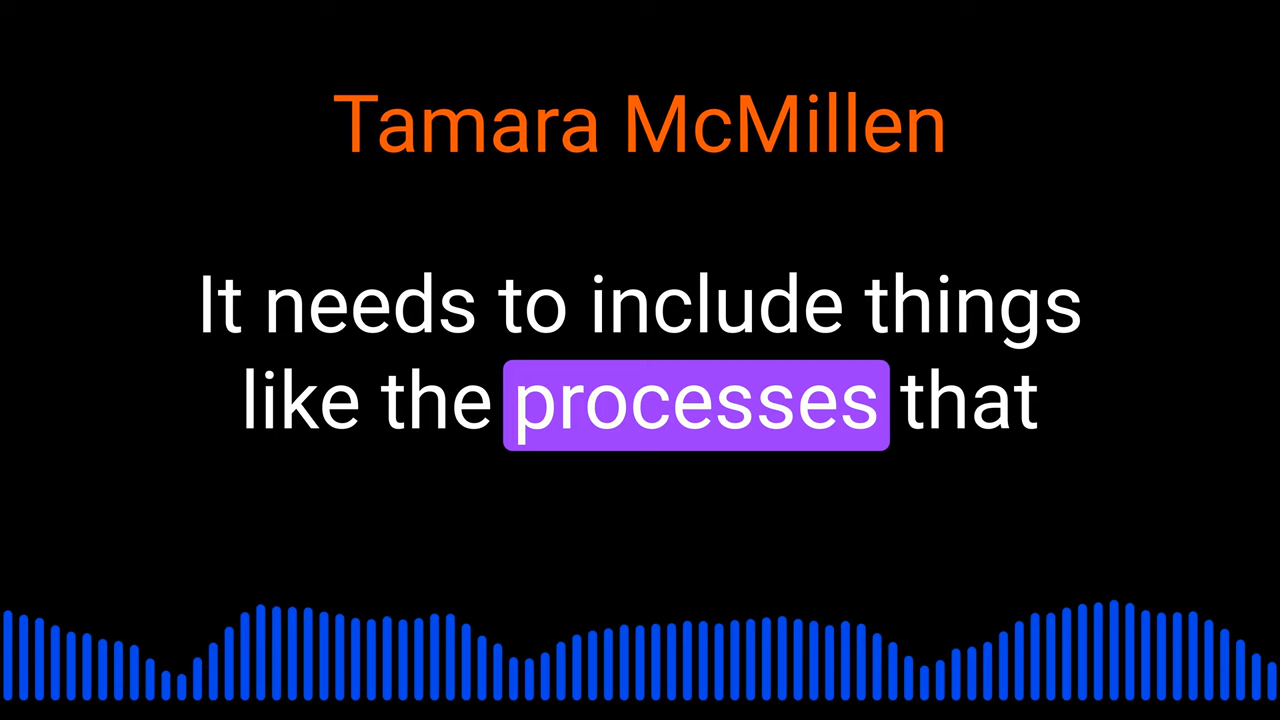 Tamara McMillen
It needs to include things
like the processes that